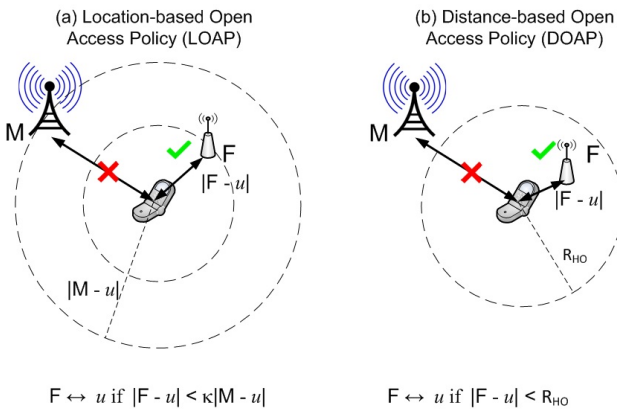 (a) Location-based Open
Access Policy (LOAP)
M
F
|F - u|
|M - u|
F ↔ u if |F - u| < κ|M - u|
(b) Distance-based Open
Access Policy (DOAP)
M
F
|F - u|
RHO
F ↔ u if |F - u| < RHO